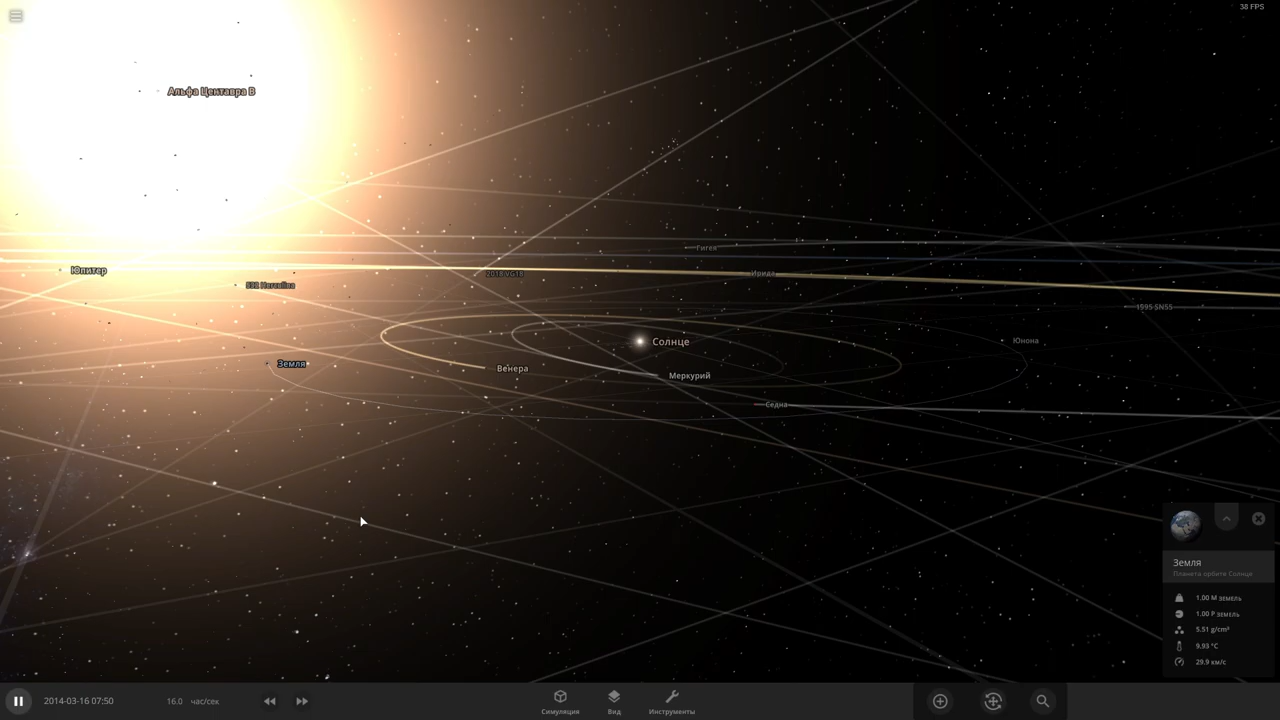 38 FPS
Альфа Центавра B
Гигея
Юпитер
2018 VG18
Ирида
532 Herculina
1595 SN55
Солнце
Юнона
Земля
Венера
Меркурий
Седна
Земля
Планета орбите Солнце
1.00 М земель
1.00 Р земель
5.51 g/cm³
9.93 °C
29.9 км/с
2014-03-16 07:50
16.0 час/сек
Симуляция
Вид
Инструменты